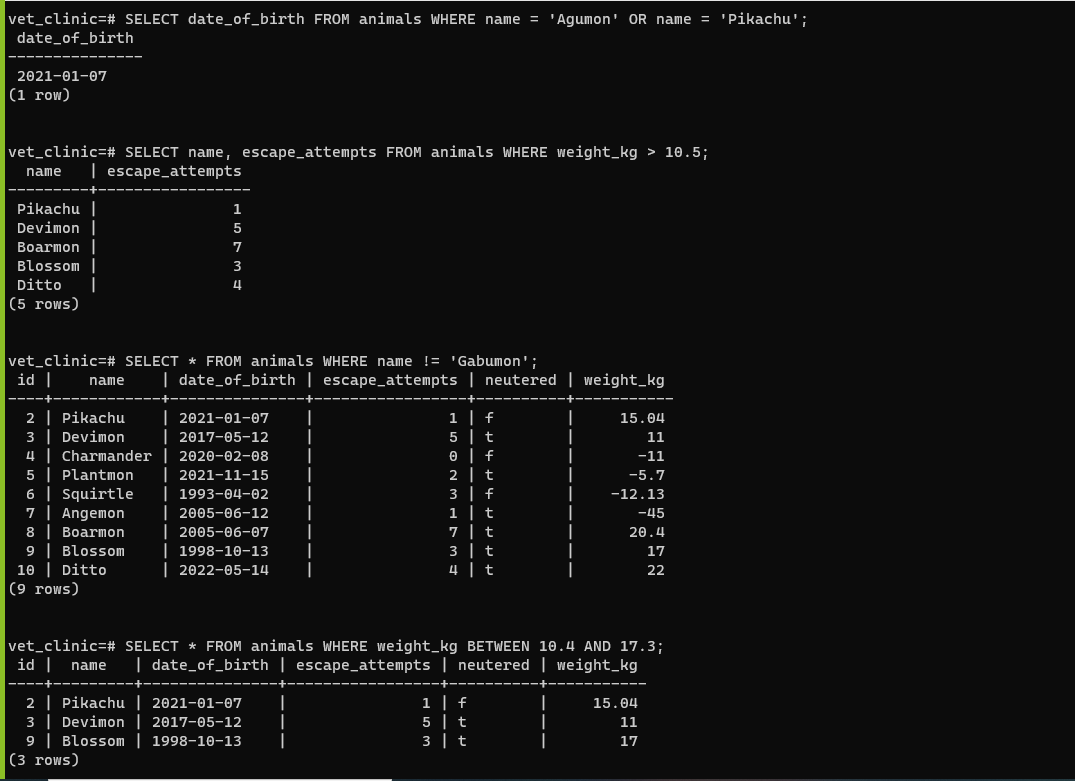 vet_clinic=# SELECT date_of_birth FROM animals WHERE name = 'Agumon' OR name = 'Pikachu';
 date_of_birth
---------------
 2021-01-07
(1 row)


vet_clinic=# SELECT name, escape_attempts FROM animals WHERE weight_kg > 10.5;
  name   | escape_attempts
---------+-----------------
 Pikachu |               1
 Devimon |               5
 Boarmon |               7
 Blossom |               3
 Ditto   |               4
(5 rows)


vet_clinic=# SELECT * FROM animals WHERE name != 'Gabumon';
 id |    name    | date_of_birth | escape_attempts | neutered | weight_kg
----+------------+---------------+-----------------+----------+-----------
  2 | Pikachu    | 2021-01-07    |               1 | f        |     15.04
  3 | Devimon    | 2017-05-12    |               5 | t        |        11
  4 | Charmander | 2020-02-08    |               0 | f        |       -11
  5 | Plantmon   | 2021-11-15    |               2 | t        |      -5.7
  6 | Squirtle   | 1993-04-02    |               3 | f        |    -12.13
  7 | Angemon    | 2005-06-12    |               1 | t        |       -45
  8 | Boarmon    | 2005-06-07    |               7 | t        |      20.4
  9 | Blossom    | 1998-10-13    |               3 | t        |        17
 10 | Ditto      | 2022-05-14    |               4 | t        |        22
(9 rows)


vet_clinic=# SELECT * FROM animals WHERE weight_kg BETWEEN 10.4 AND 17.3;
 id |  name   | date_of_birth | escape_attempts | neutered | weight_kg
----+---------+---------------+-----------------+----------+-----------
  2 | Pikachu | 2021-01-07    |               1 | f        |     15.04
  3 | Devimon | 2017-05-12    |               5 | t        |        11
  9 | Blossom | 1998-10-13    |               3 | t        |        17
(3 rows)